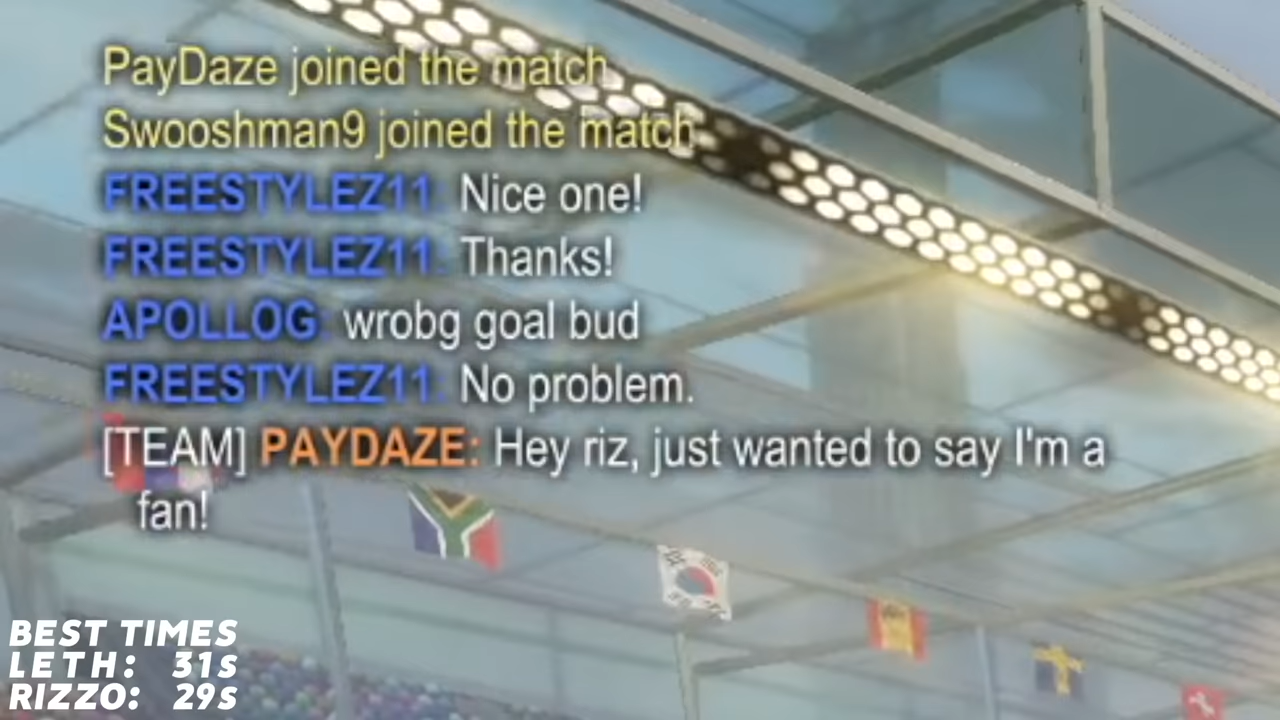 PayDaze joined the match
Swooshman9 joined the match
FREESTYLEZ11: Nice one!
FREESTYLEZ11: Thanks!
APOLLOG: wrobg goal bud
FREESTYLEZ11: No problem.
[TEAM] PAYDAZE: Hey riz, just wanted to say I'm a
fan!
BEST TIMES
LETH: 31s
RIZZO: 29s